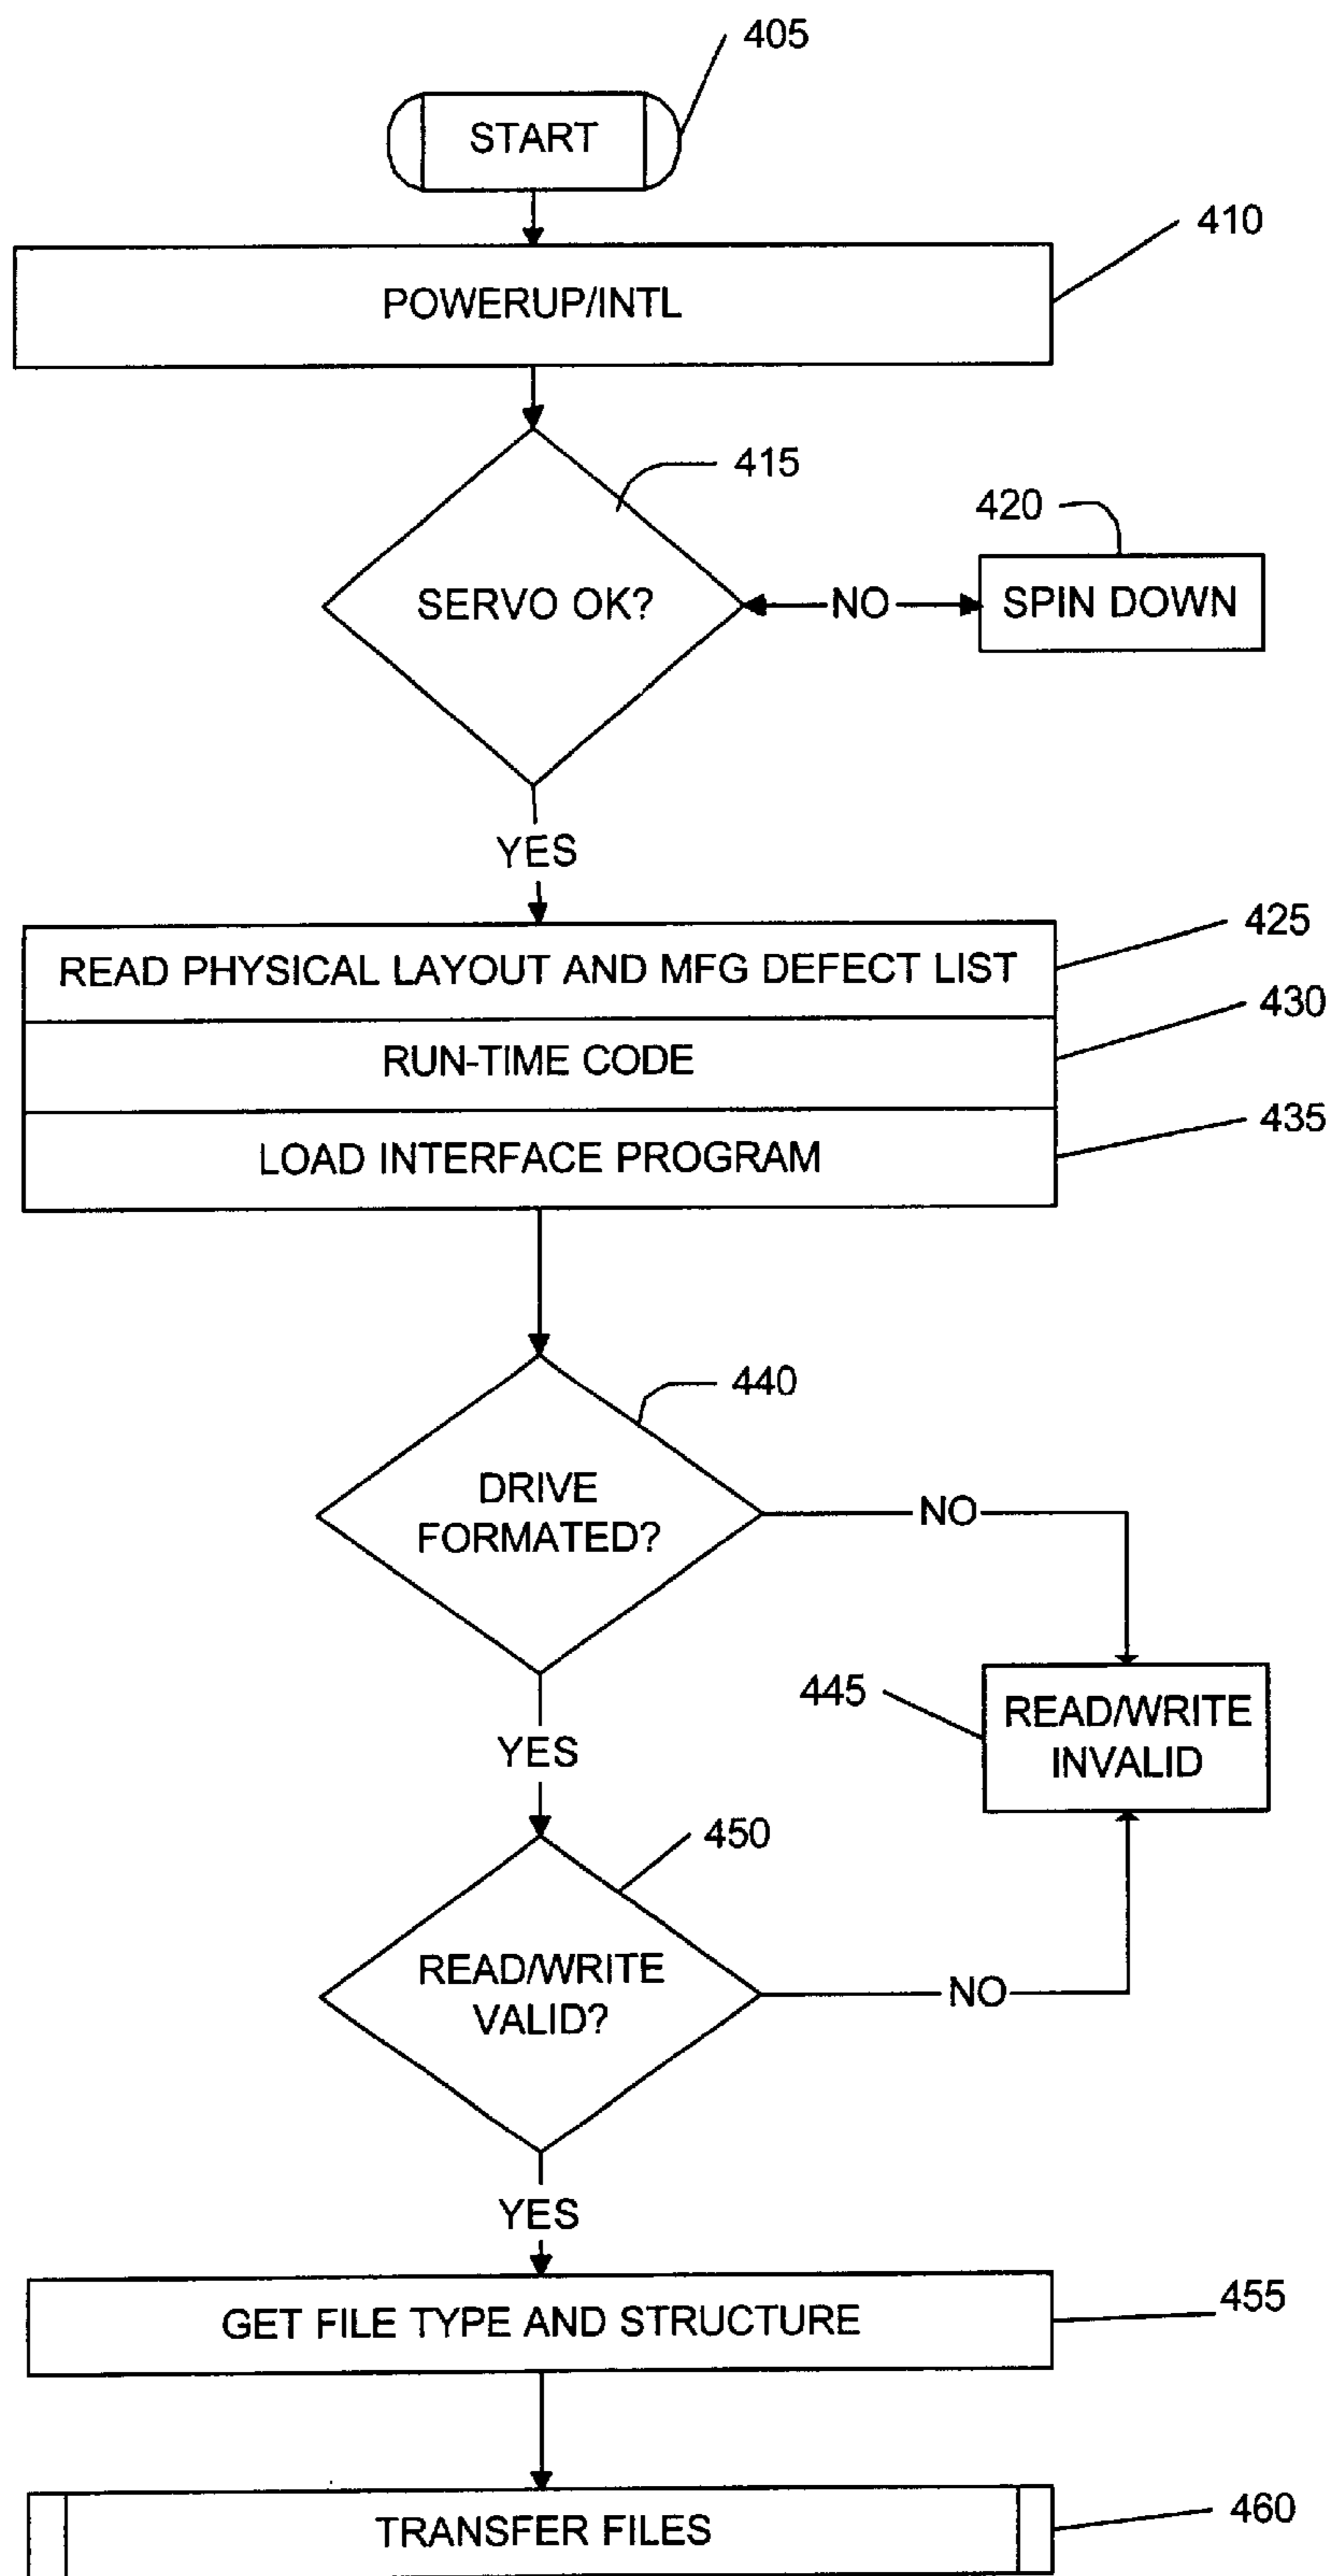 405
START
410
POWERUP/INTL
415
420
SERVO OK?
NO
SPIN DOWN
YES
425
READ PHYSICAL LAYOUT AND MFG DEFECT LIST
430
RUN-TIME CODE
435
LOAD INTERFACE PROGRAM
440
DRIVE
FORMATED?
NO
445
READ/WRITE
INVALID
YES
450
READ/WRITE
VALID?
NO
YES
455
GET FILE TYPE AND STRUCTURE
460
TRANSFER FILES